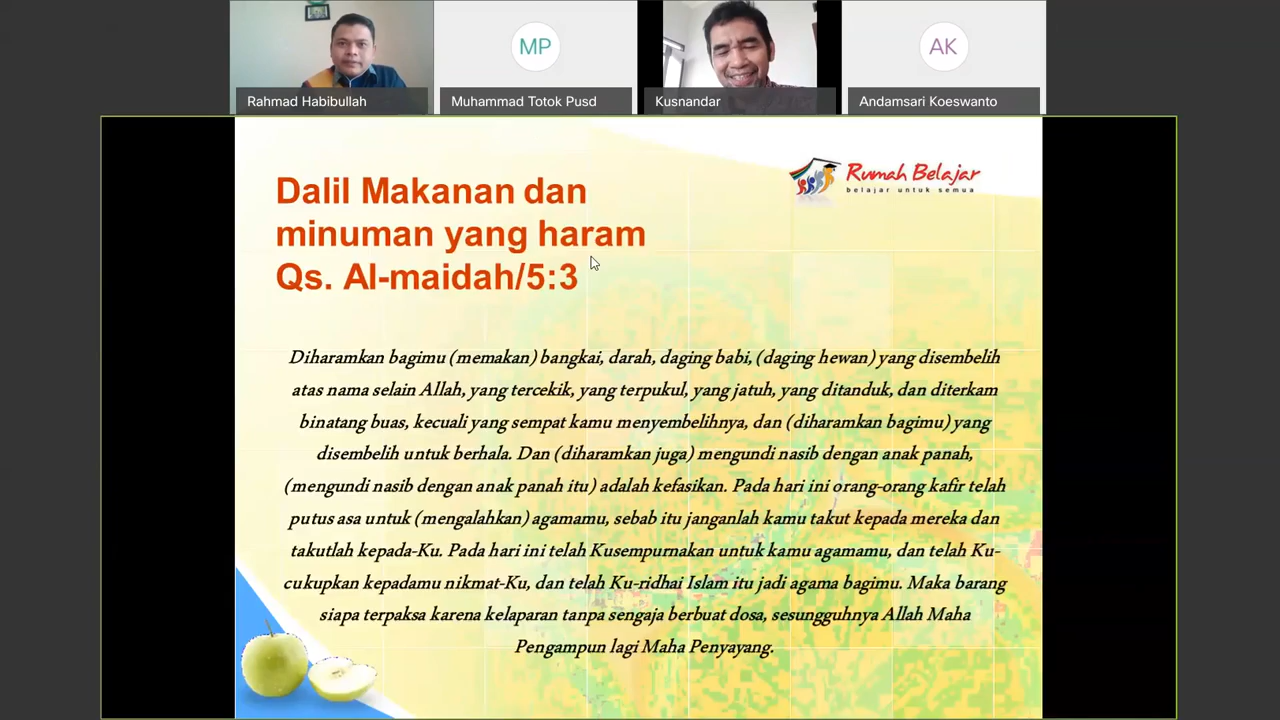 MP
AK
Rahmad Habibullah
Muhammad Totok Pusd
Kusnandar
Andamsari Koeswanto
Rumah Belajar
belajar untuk semua
Dalil Makanan dan
minuman yang haram
Qs. Al-maidah/5:3
Diharamkan bagimu (memakan) bangkai, darah, daging babi, (daging hewan) yang disembelih
atas nama selain Allah, yang tercekik, yang terpukul, yang jatuh, yang ditanduk, dan diterkam
binatang buas, kecuali yang sempat kamu menyembelihnya, dan (diharamkan bagimu) yang
disembelih untuk berhala. Dan (diharamkan juga) mengundi nasib dengan anak panah,
(mengundi nasib dengan anak panah itu) adalah kefasikan. Pada hari ini orang-orang kafir telah
putus asa untuk (mengalahkan) agamamu, sebab itu janganlah kamu takut kepada mereka dan
takutlah kepada-Ku. Pada hari ini telah Kusempurnakan untuk kamu agamamu, dan telah Ku-
cukupkan kepadamu nikmat-Ku, dan telah Ku-ridhai Islam itu jadi agama bagimu. Maka barang
siapa terpaksa karena kelaparan tanpa sengaja berbuat dosa, sesungguhnya Allah Maha
Pengampun lagi Maha Penyayang.